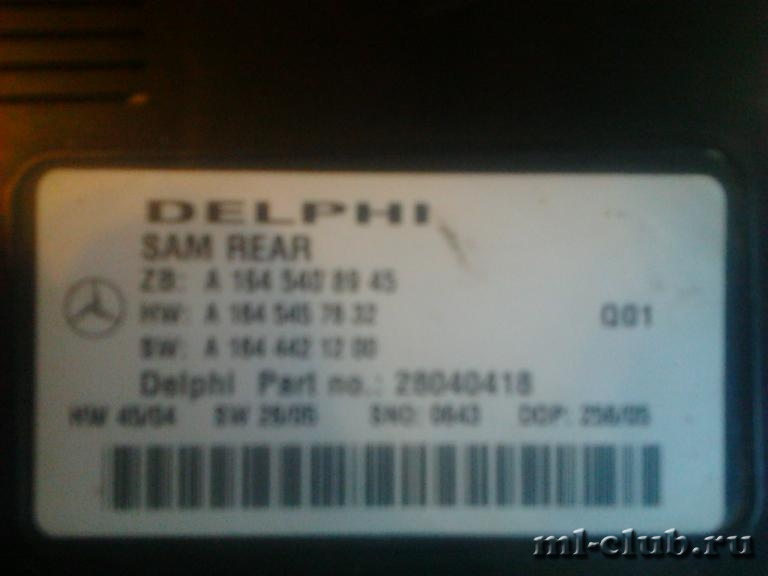 DELPHI
SAM REAR
ZB: A 164 540 89 45
HW: A 164 545 78 32 Q01
SW: A 164 442 12 00
Delphi Part no.: 28040418
HW 45/04 SW 26/05 SNO: 0643 DOP: 256/05
ml-club.ru